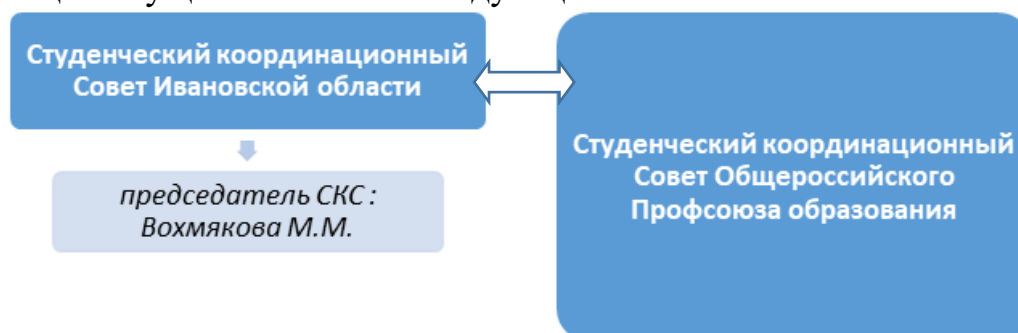 Студенческий координационный
Совет Ивановской области
председатель СКС :
Вохмякова М.М.
Студенческий координационный
Совет Общероссийского
Профсоюза образования